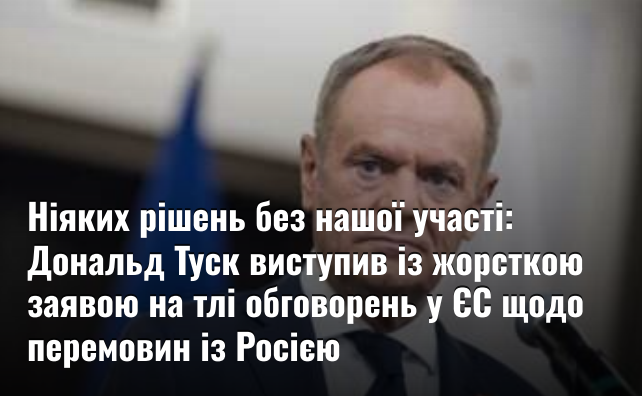 Ніяких рішень без нашої участі:
Дональд Туск виступив із жорсткою
заявою на тлі обговорень у ЄС щодо
перемовин із Росією